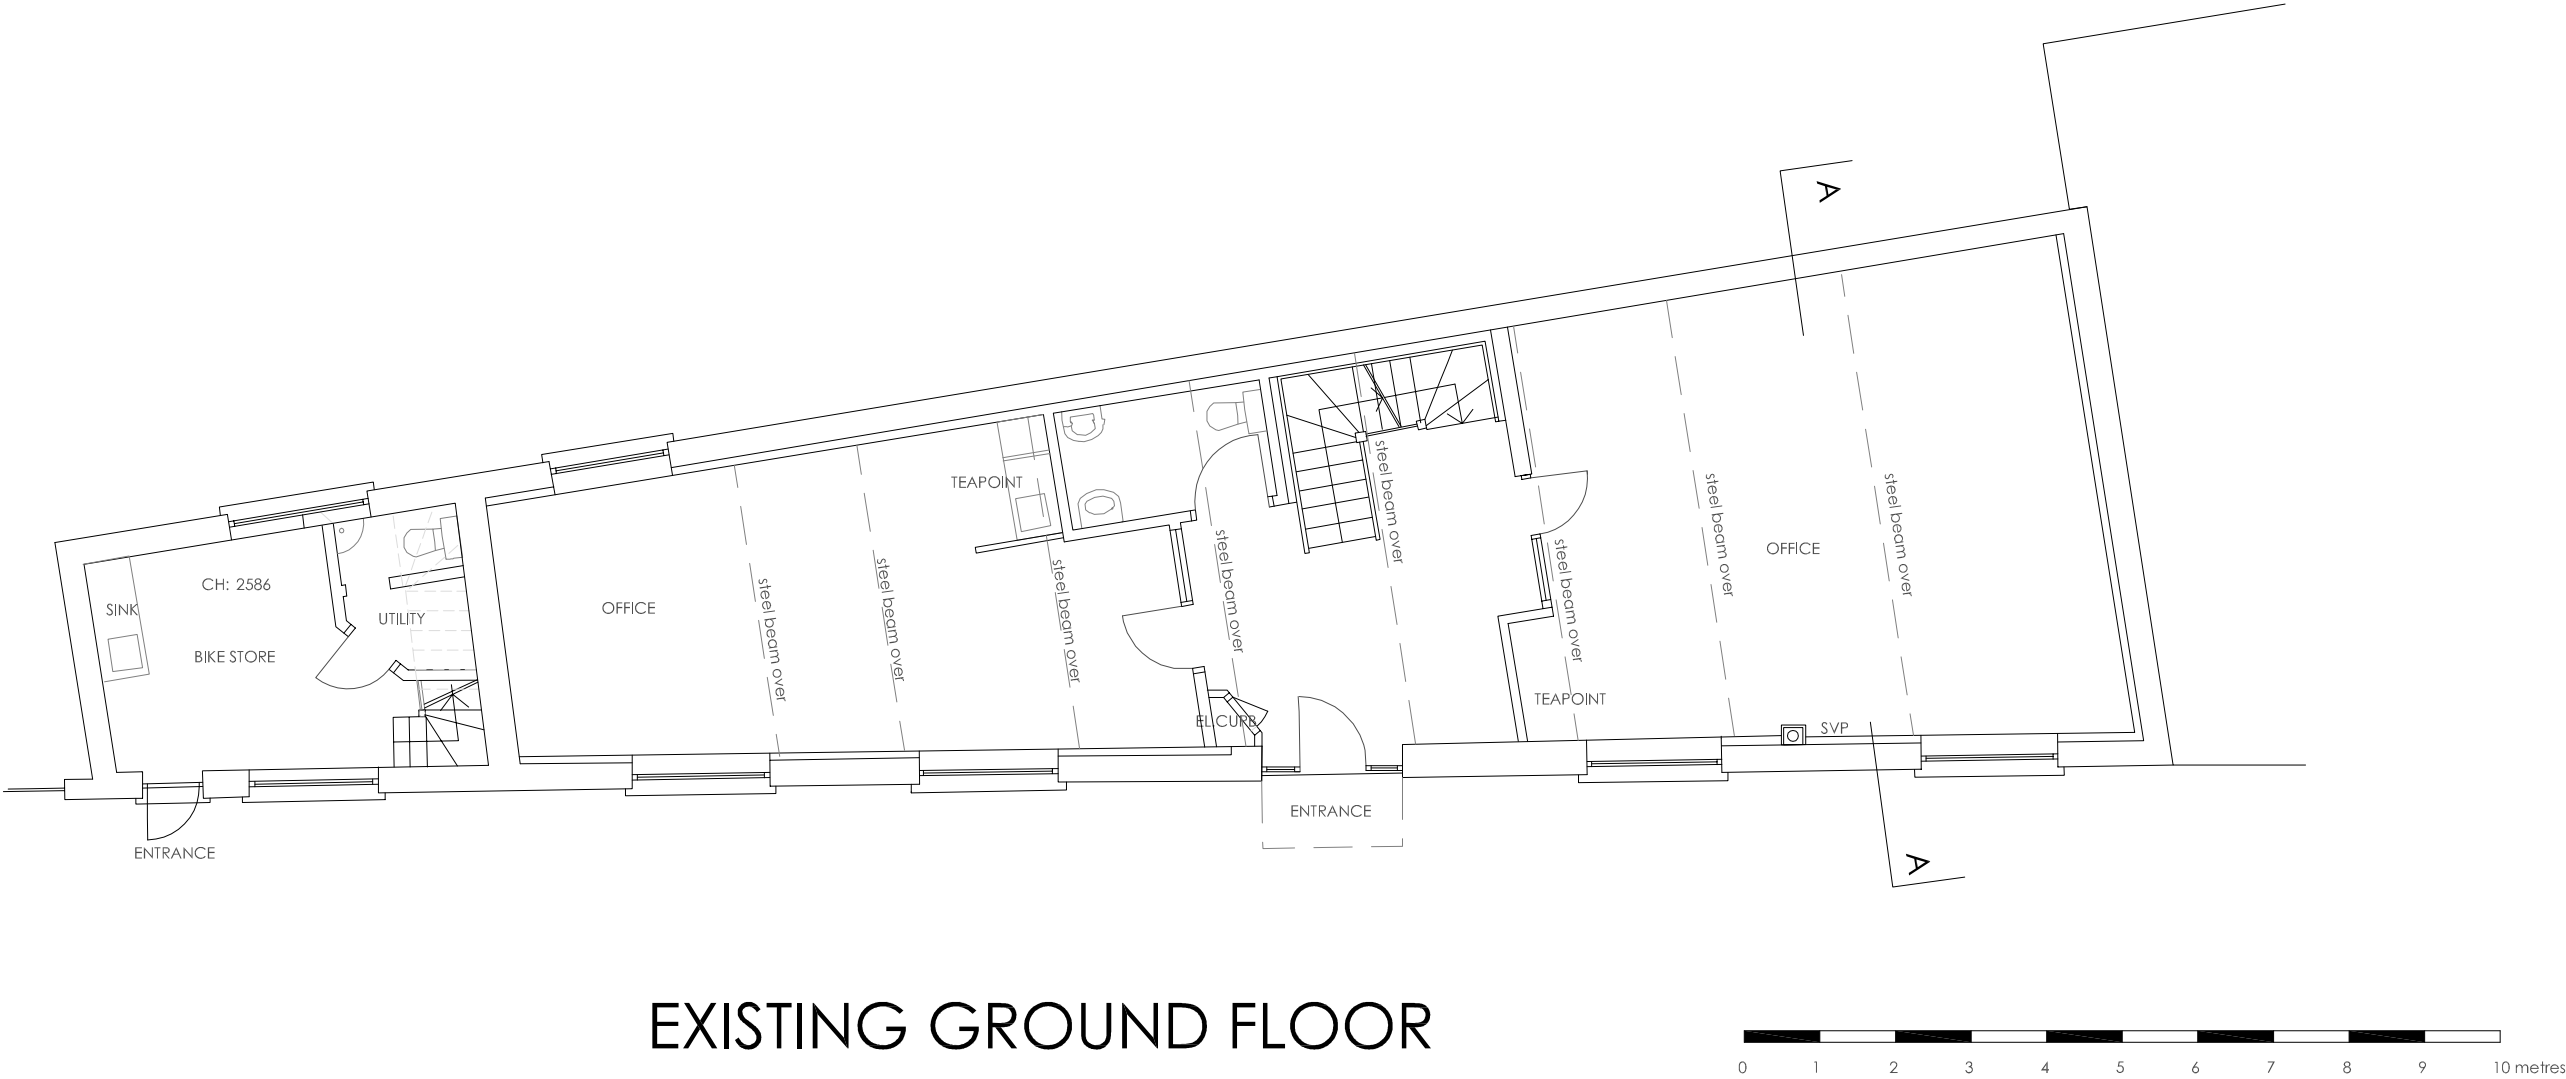 A
TEAPOINT
steel beam over
steel beam over
steel beam over
steel beam over
steel beam over
steel beam over
steel beam over
steel beam over
OFFICE
CH: 2586
SINK
OFFICE
UTILITY
BIKE STORE
TEAPOINT
EL.CURB.
SVP
ENTRANCE
ENTRANCE
A
EXISTING GROUND FLOOR
0 1 2 3 4 5 6 7 8 9 10 metres